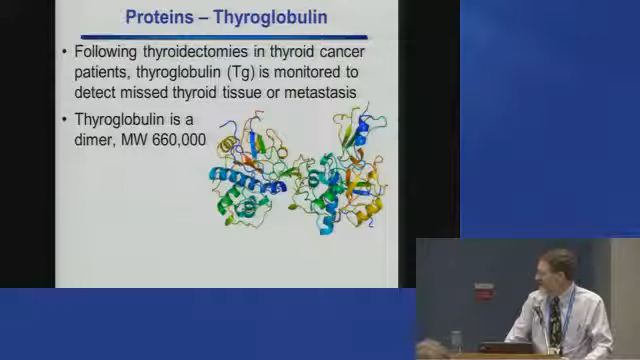 Proteins – Thyroglobulin
• Following thyroidectomies in thyroid cancer
patients, thyroglobulin (Tg) is monitored to
detect missed thyroid tissue or metastasis
• Thyroglobulin is a
dimer, MW 660,000